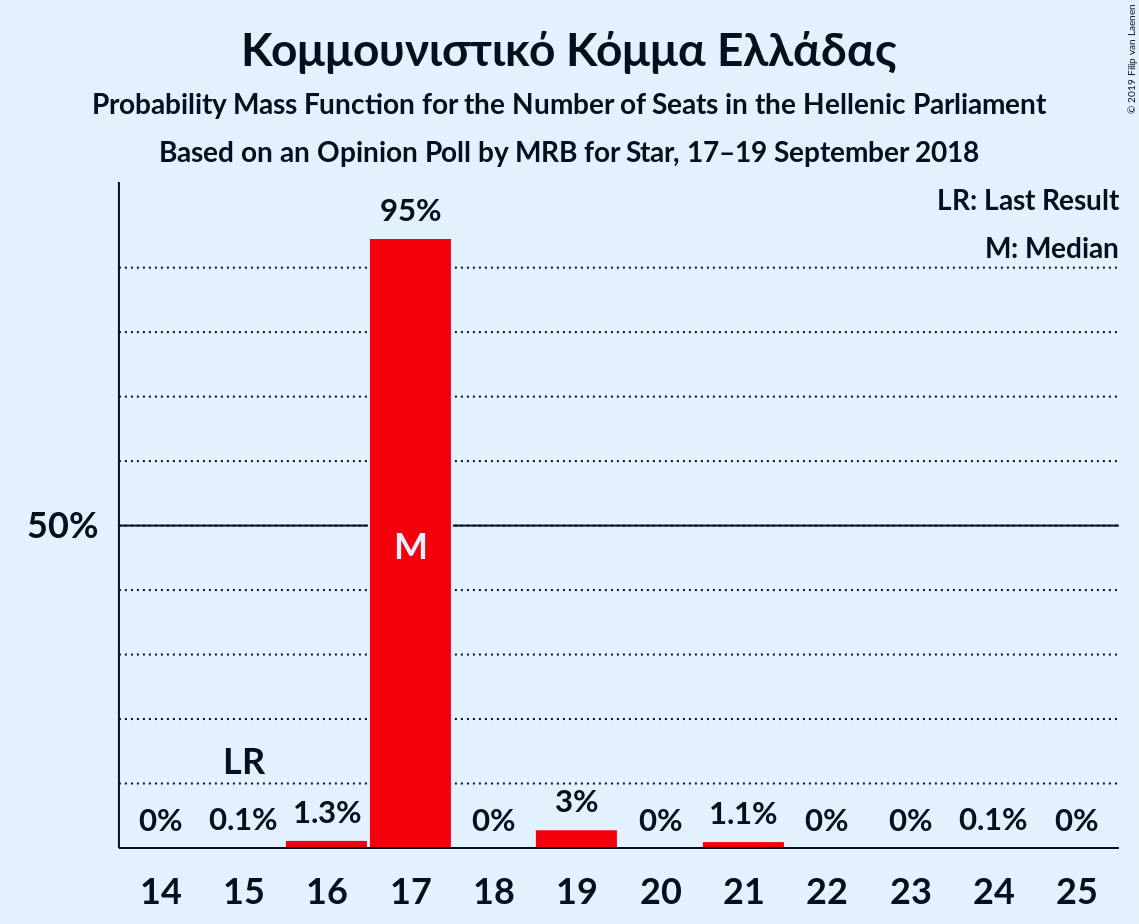 Κομμουνιστικό Κόμμα Ελλάδας
Probability Mass Function for the Number of Seats in the Hellenic Parliament
Based on an Opinion Poll by MRB for Star, 17–19 September 2018
© 2019 Filip van Laenen
LR: Last Result
M: Median
95%
50%
M
LR
0% 0.1% 1.3% 0% 3% 0% 1.1% 0% 0% 0.1% 0%
14 15 16 17 18 19 20 21 22 23 24 25